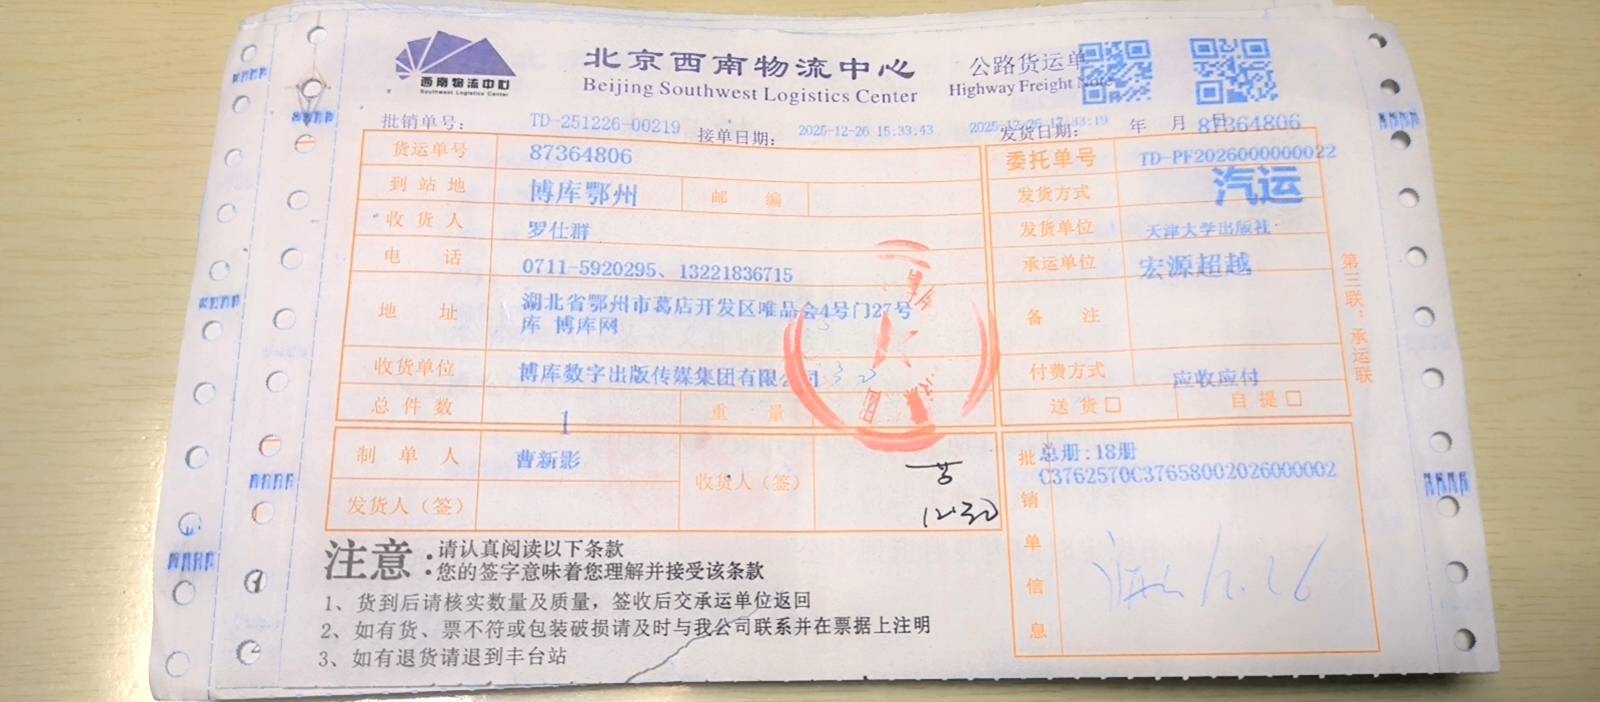 西南物流中心
Southwest Logistics Center
北京西南物流中心
Beijing Southwest Logistics Center
公路货运单
Highway Freight
批销单号: TD-251226-00219 接单日期: 2025-12-26 15:33:43 发货日期: 2025-12-26 17:33:19 年 月 日 87364806
货运单号 87364806
到站地 博库鄂州 邮编
收货人 罗仕群
电话 0711-5920295、13221836715
地址 湖北省鄂州市葛店开发区唯品会4号门27号
库 博库网
收货单位 博库数字出版传媒集团有限公司
总件数 1 重量
委托单号 TD-PF2026000000022
发货方式 汽运
发货单位 天津大学出版社
承运单位 宏源超越
备注
付费方式 应收应付
送货□ 自提□
第三联:承运联
制单人 曹新影 收货人(签)
发货人(签)
12.30
批销单信息
总册:18册
C3762570C37658002026000002
12.26
注意:请认真阅读以下条款
您的签字意味着您理解并接受该条款
1、货到后请核实数量及质量,签收后交承运单位返回
2、如有货、票不符或包装破损请及时与我公司联系并在票据上注明
3、如有退货请退到丰台站